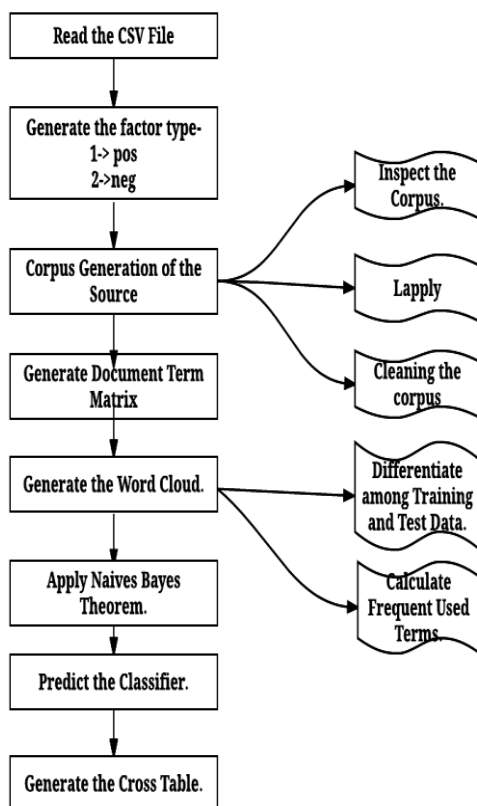 Read the CSV File
Generate the factor type-
1-> pos
2->neg
Corpus Generation of the
Source
Inspect the
Corpus.
Lapply
Cleaning the
corpus
Generate Document Term
Matrix
Generate the Word Cloud.
Differentiate
among Training
and Test Data.
Calculate
Frequent Used
Terms.
Apply Naives Bayes
Theorem.
Predict the Classifier.
Generate the Cross Table.